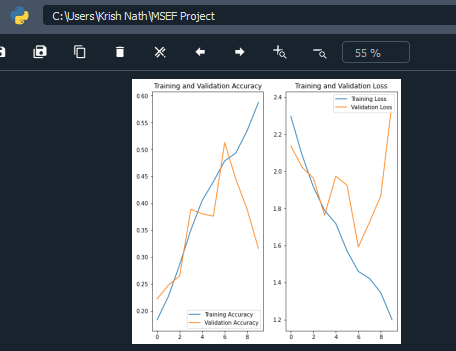 C:\Users\Krish Nath\MSEF Project
55 %
Training and Validation Accuracy
0.60
0.55
0.50
0.45
0.40
0.35
0.30
0.25
0.20
0 2 4 6 8
Training Accuracy
Validation Accuracy
Training and Validation Loss
2.4
2.2
2.0
1.8
1.6
1.4
1.2
0 2 4 6 8
Training Loss
Validation Loss